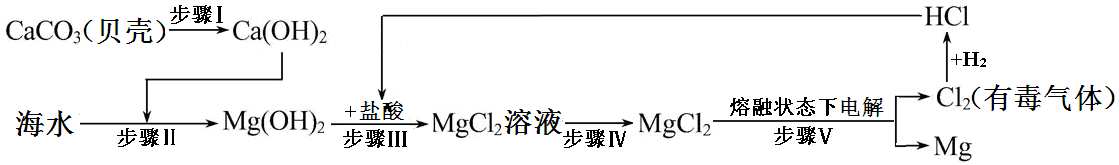 CaCO₃(贝壳) 步骤Ⅰ Ca(OH)₂ HCl
+H₂
海水 步骤Ⅱ Mg(OH)₂ +盐酸 步骤Ⅲ MgCl₂溶液 步骤Ⅳ MgCl₂ 熔融状态下电解 步骤Ⅴ Cl₂(有毒气体)
Mg